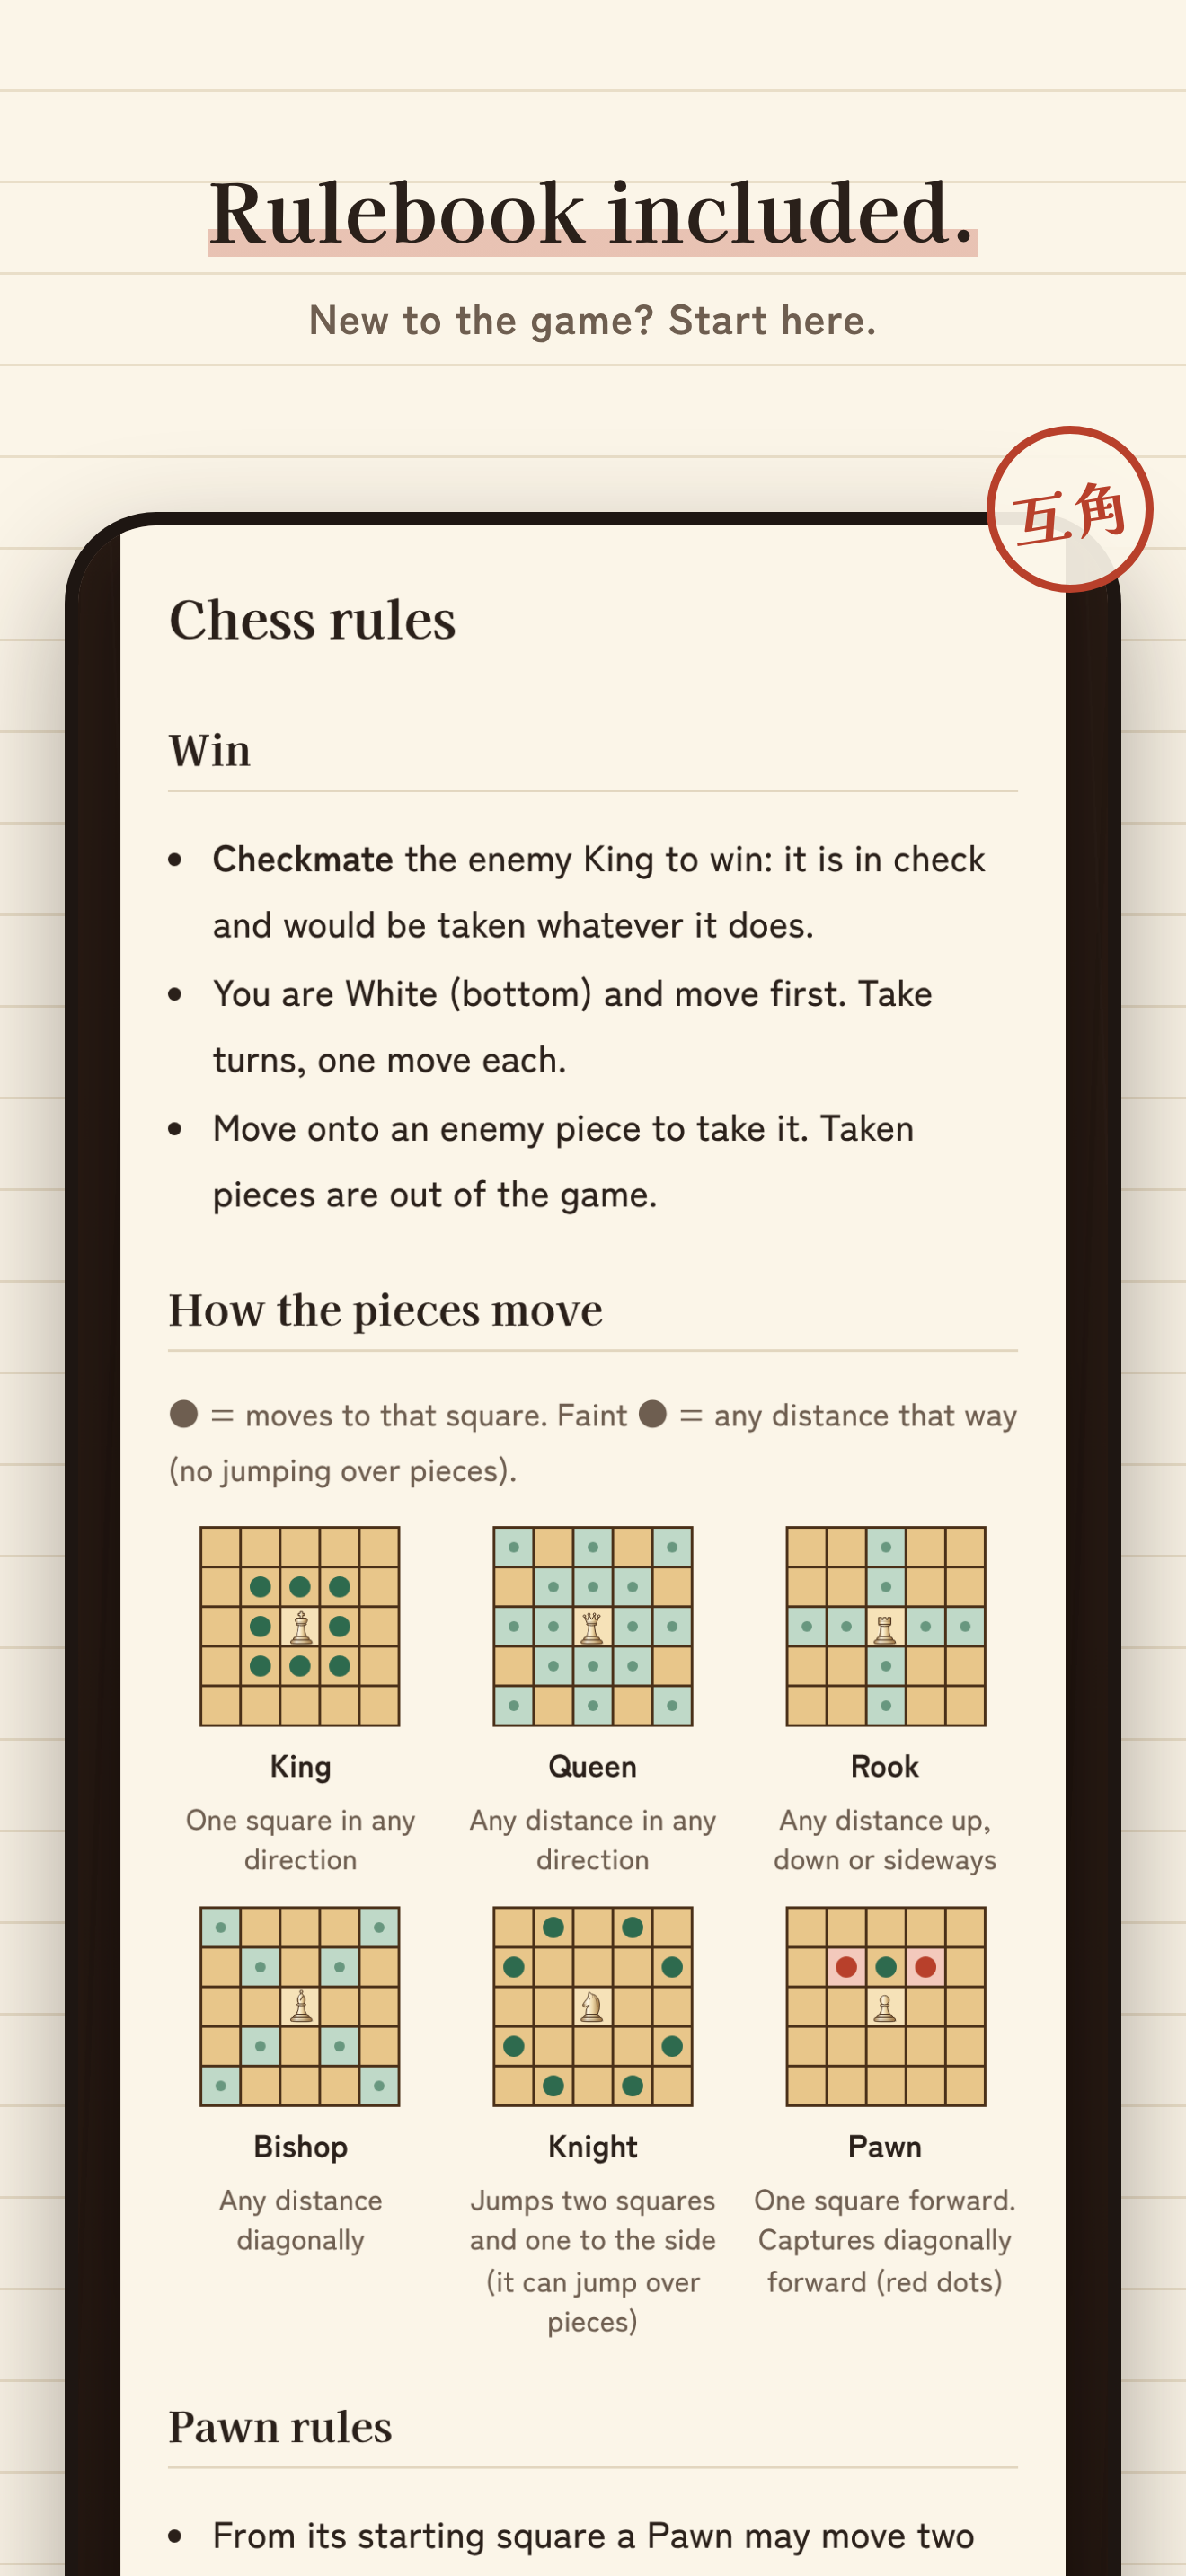 Rulebook included.
New to the game? Start here.
互角
Chess rules
Win
• Checkmate the enemy King to win: it is in check
and would be taken whatever it does.
• You are White (bottom) and move first. Take
turns, one move each.
• Move onto an enemy piece to take it. Taken
pieces are out of the game.
How the pieces move
● = moves to that square. Faint ● = any distance that way
(no jumping over pieces).
King
One square in any
direction
Queen
Any distance in any
direction
Rook
Any distance up,
down or sideways
Bishop
Any distance
diagonally
Knight
Jumps two squares
and one to the side
(it can jump over
pieces)
Pawn
One square forward.
Captures diagonally
forward (red dots)
Pawn rules
• From its starting square a Pawn may move two